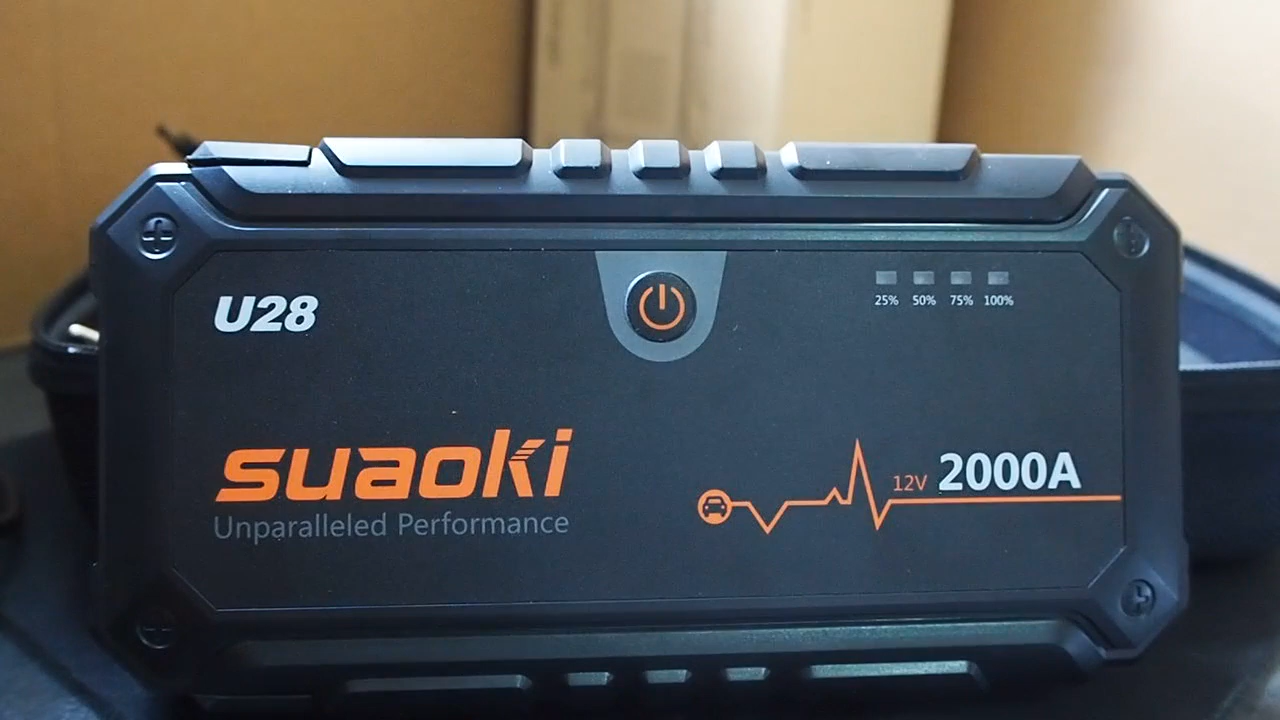 U28
25% 50% 75% 100%
suaoki
Unparalleled Performance
12V 2000A